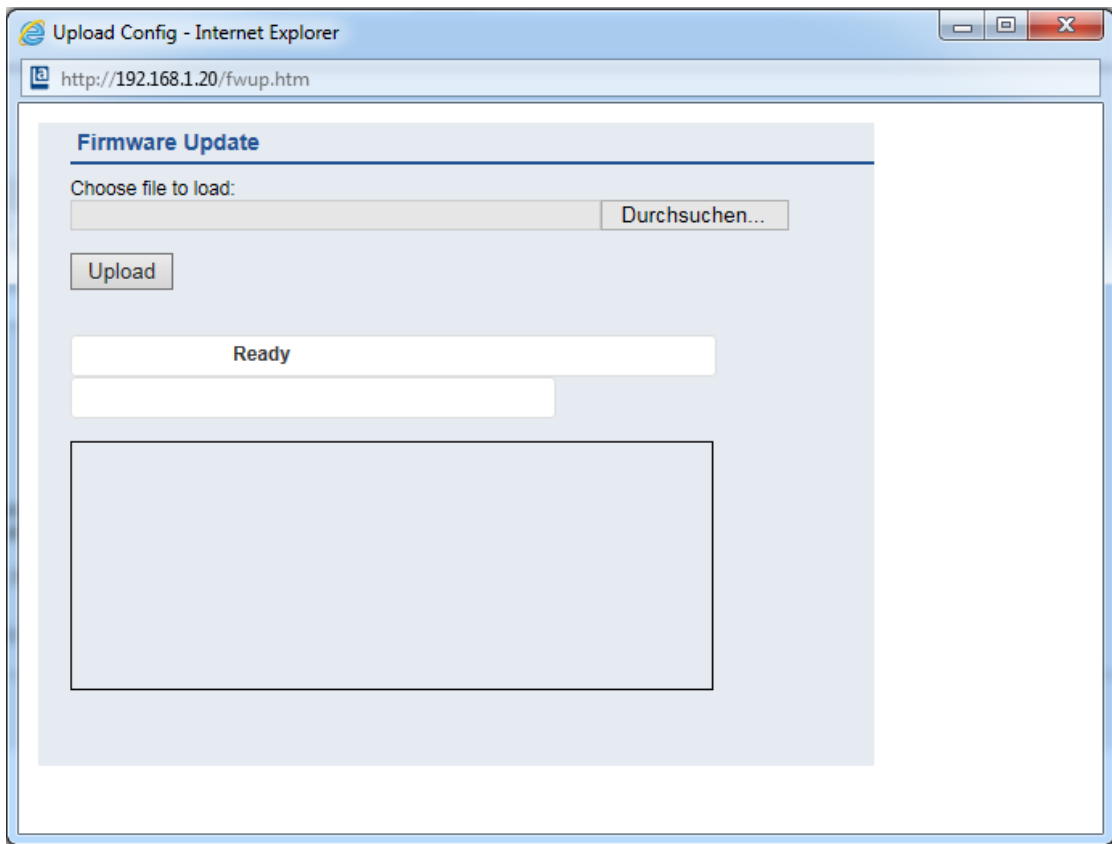 Upload Config - Internet Explorer
http://192.168.1.20/fwup.htm
Firmware Update
Choose file to load:
Durchsuchen...
Upload
Ready